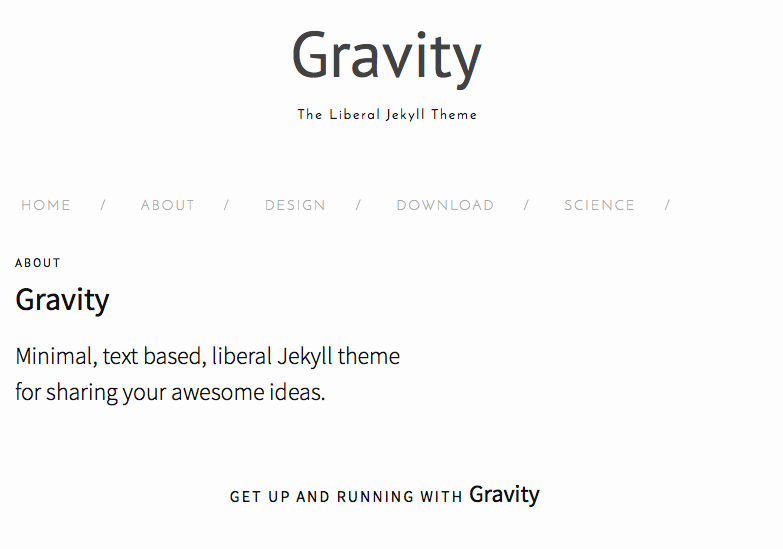 Gravity
The Liberal Jekyll Theme
HOME / ABOUT / DESIGN / DOWNLOAD / SCIENCE /
ABOUT
Gravity
Minimal, text based, liberal Jekyll theme
for sharing your awesome ideas.
GET UP AND RUNNING WITH Gravity